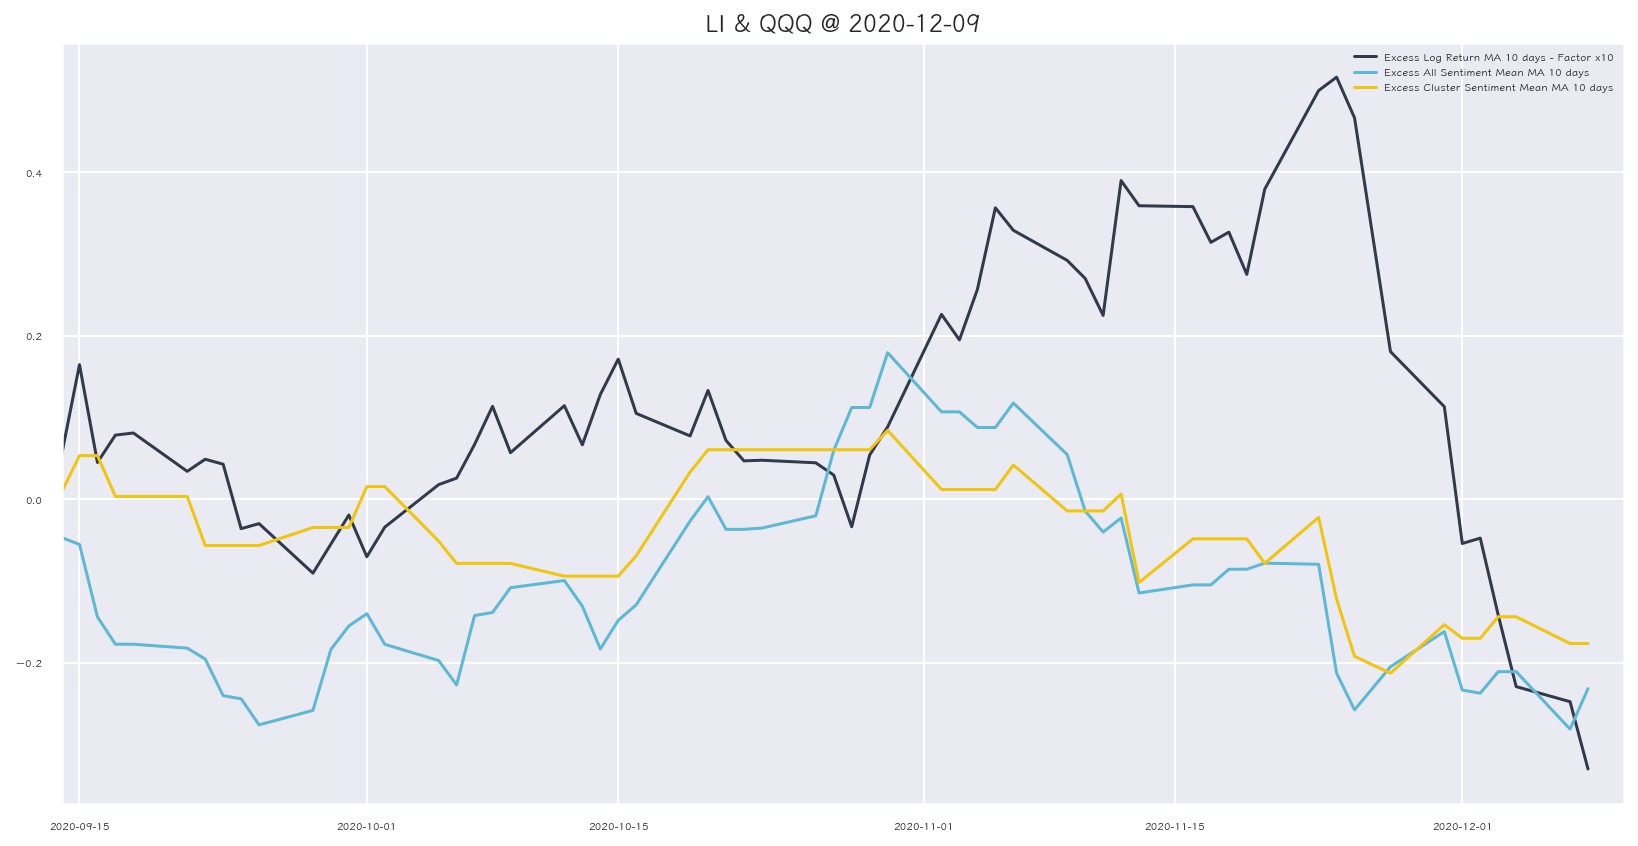 LI & QQQ @ 2020-12-09
Excess Log Return MA 10 days - Factor x10
Excess All Sentiment Mean MA 10 days
Excess Cluster Sentiment Mean MA 10 days
0.4
0.2
0.0
−0.2
2020-09-15 2020-10-01 2020-10-15 2020-11-01 2020-11-15 2020-12-01